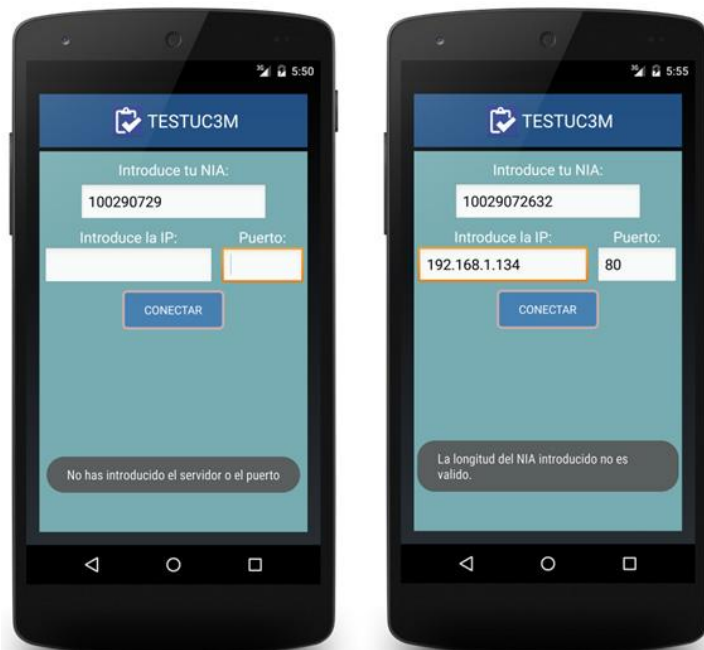 5:50
TESTUC3M
Introduce tu NIA:
100290729
Introduce la IP: Puerto:
CONECTAR
No has introducido el servidor o el puerto
5:55
TESTUC3M
Introduce tu NIA:
10029072632
Introduce la IP: Puerto:
192.168.1.134 80
CONECTAR
La longitud del NIA introducido no es
valido.